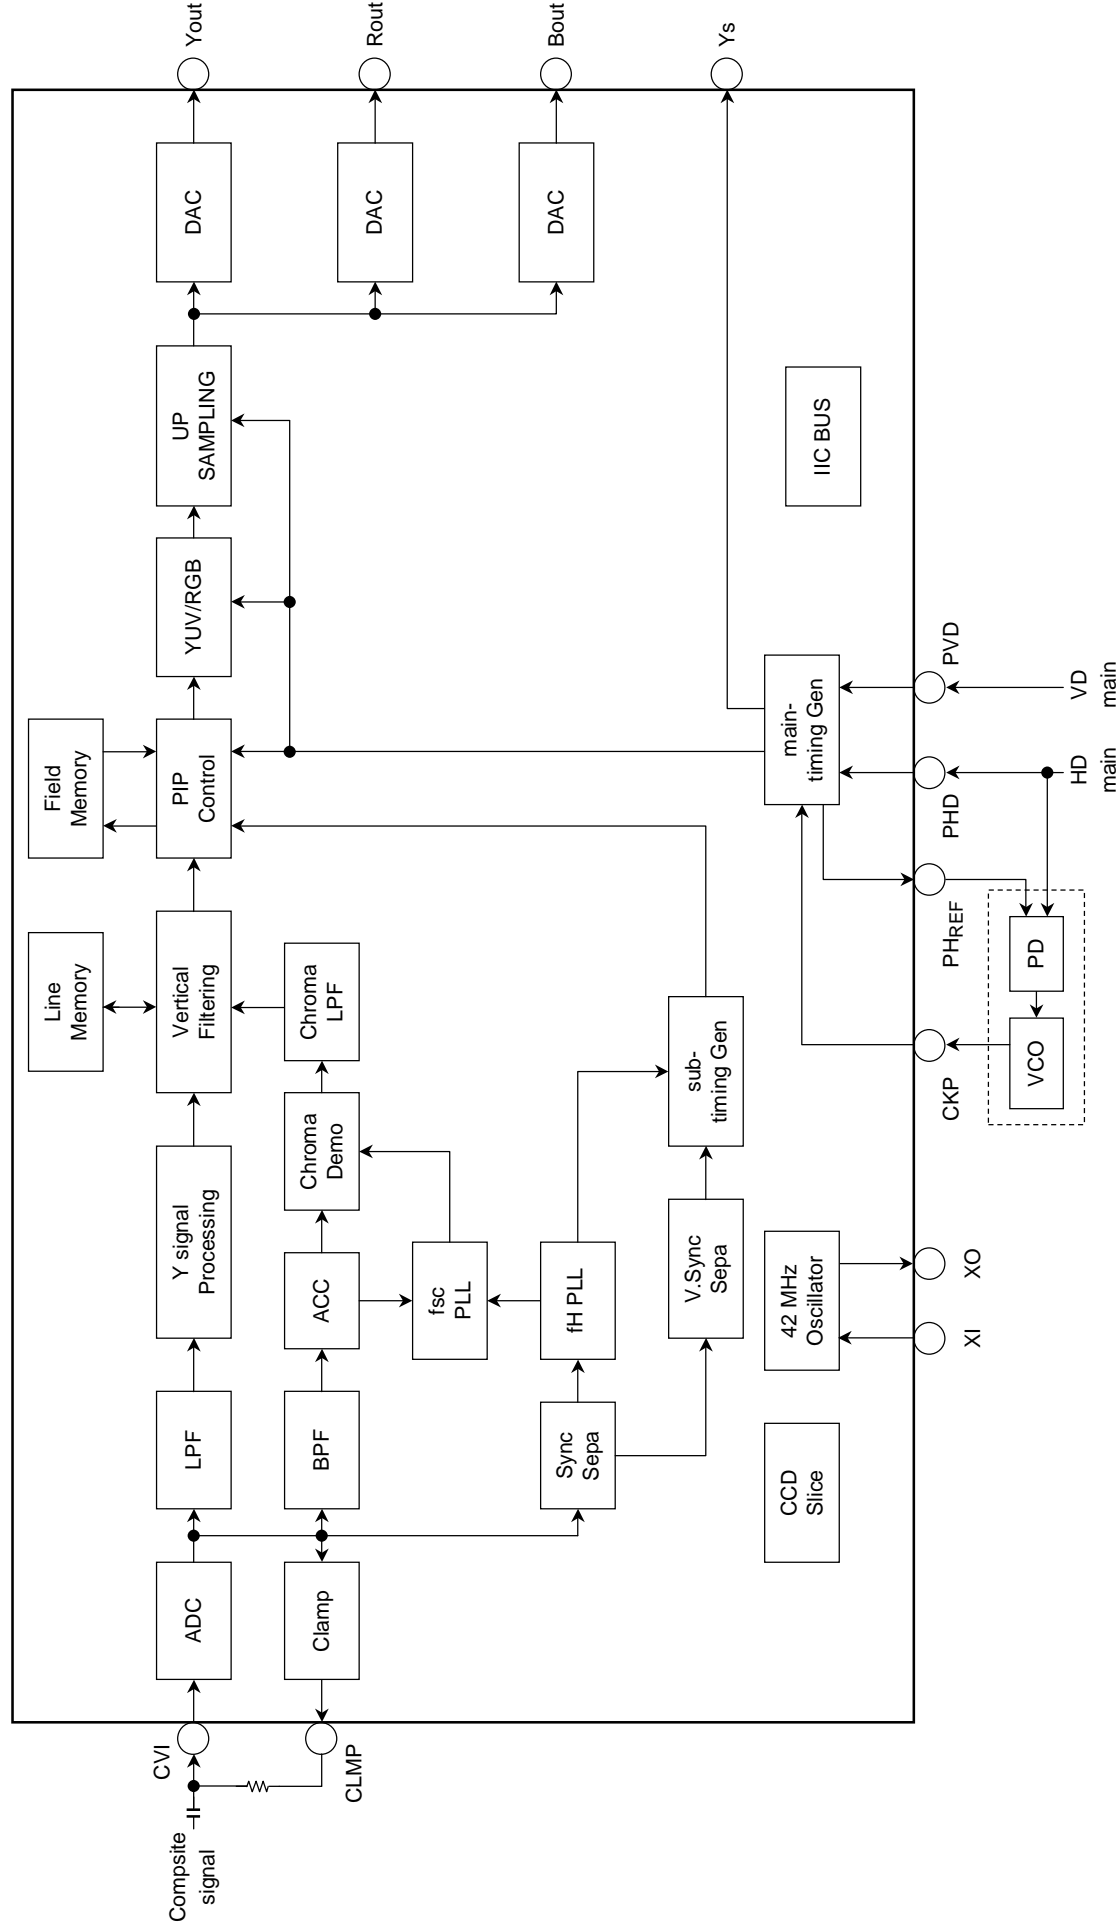 Compsite
signal
CVI
CLMP
ADC
Clamp
LPF
BPF
Y signal
Processing
ACC
Chroma
Demo
Chroma
LPF
Line
Memory
Vertical
Filtering
Field
Memory
PIP
Control
YUV/RGB
UP
SAMPLING
DAC
DAC
DAC
Yout
Rout
Bout
Ys
fsc
PLL
fH PLL
Sync
Sepa
V.Sync
Sepa
sub-
timing Gen
main-
timing Gen
IIC BUS
CCD
Slice
42 MHz
Oscillator
XI
XO
CKP
PHREF
PHD
PVD
VCO
PD
HD
main
VD
main